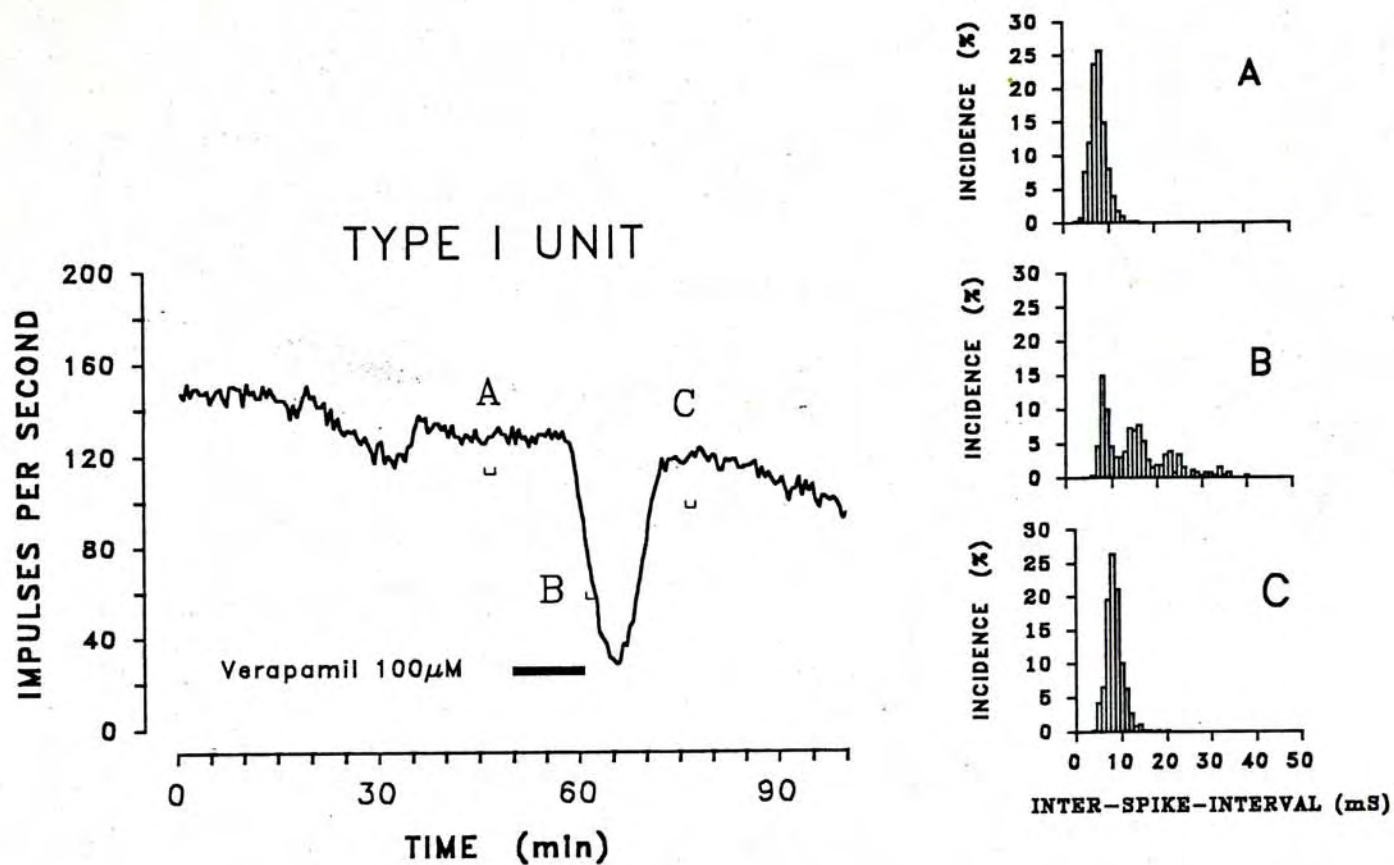 TYPE I UNIT
IMPULSES PER SECOND
200
160
120
80
40
0
A
B
C
Verapamil 100μM
0 30 60 90
TIME (min)
INCIDENCE (%)
30
25
20
15
10
5
0
A
INCIDENCE (%)
30
25
20
15
10
5
0
B
INCIDENCE (%)
30
25
20
15
10
5
0
C
0 10 20 30 40 50
INTER-SPIKE-INTERVAL (mS)